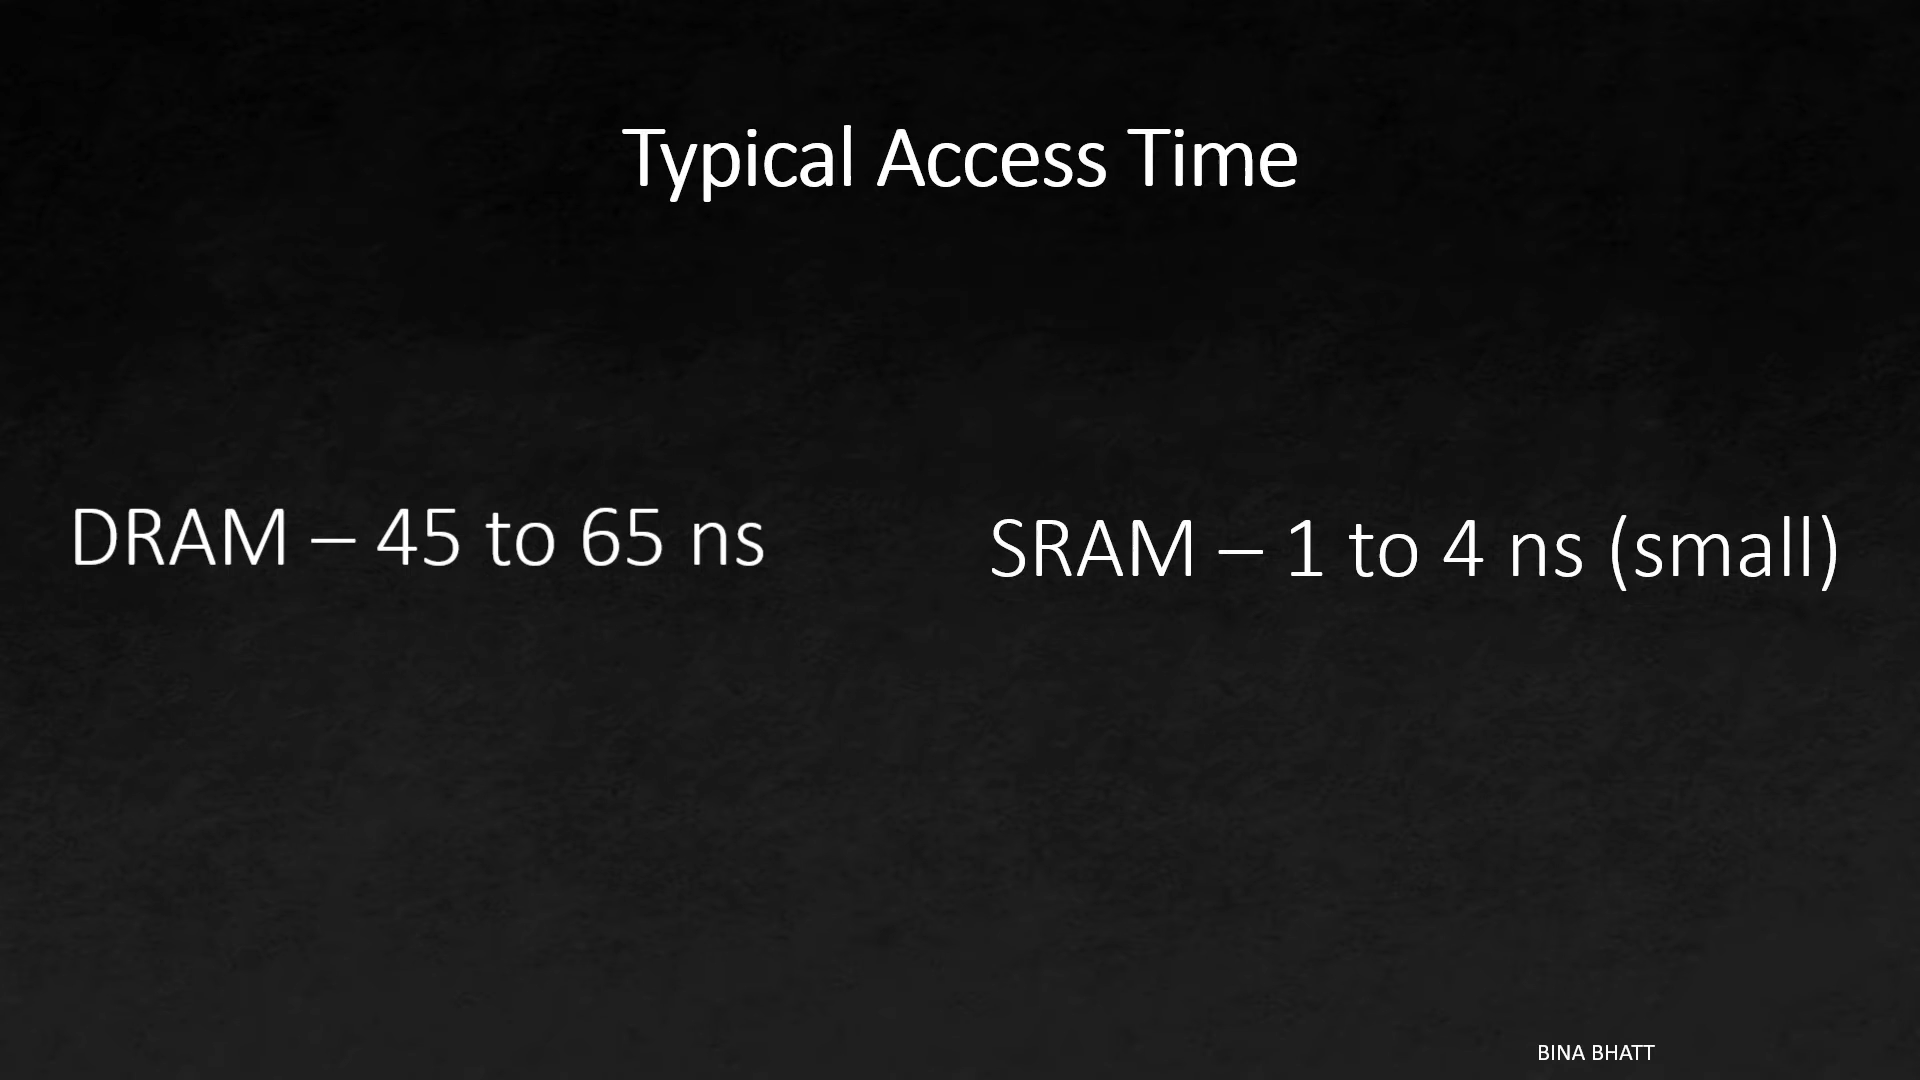 Typical Access Time
DRAM – 45 to 65 ns
SRAM – 1 to 4 ns (small)
BINA BHATT